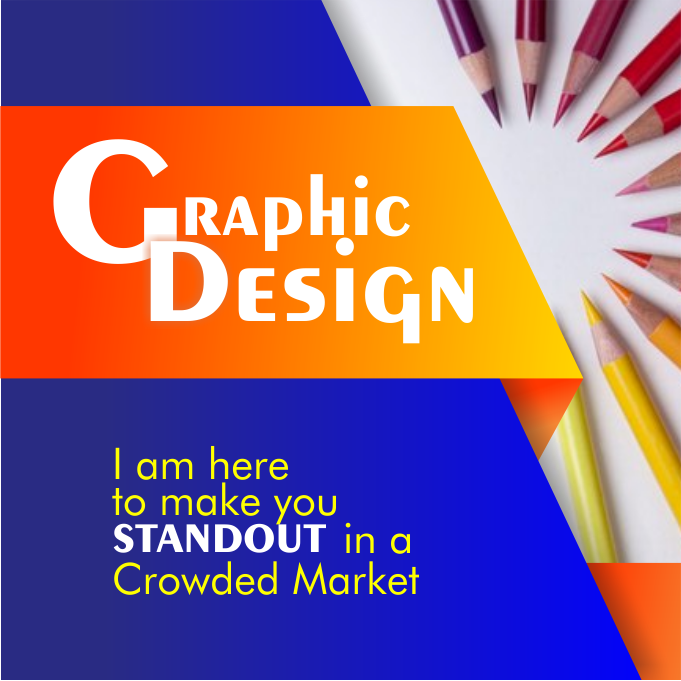 GRAphic
DESiGN
I am here
to make you
STANDOUT in a
Crowded Market